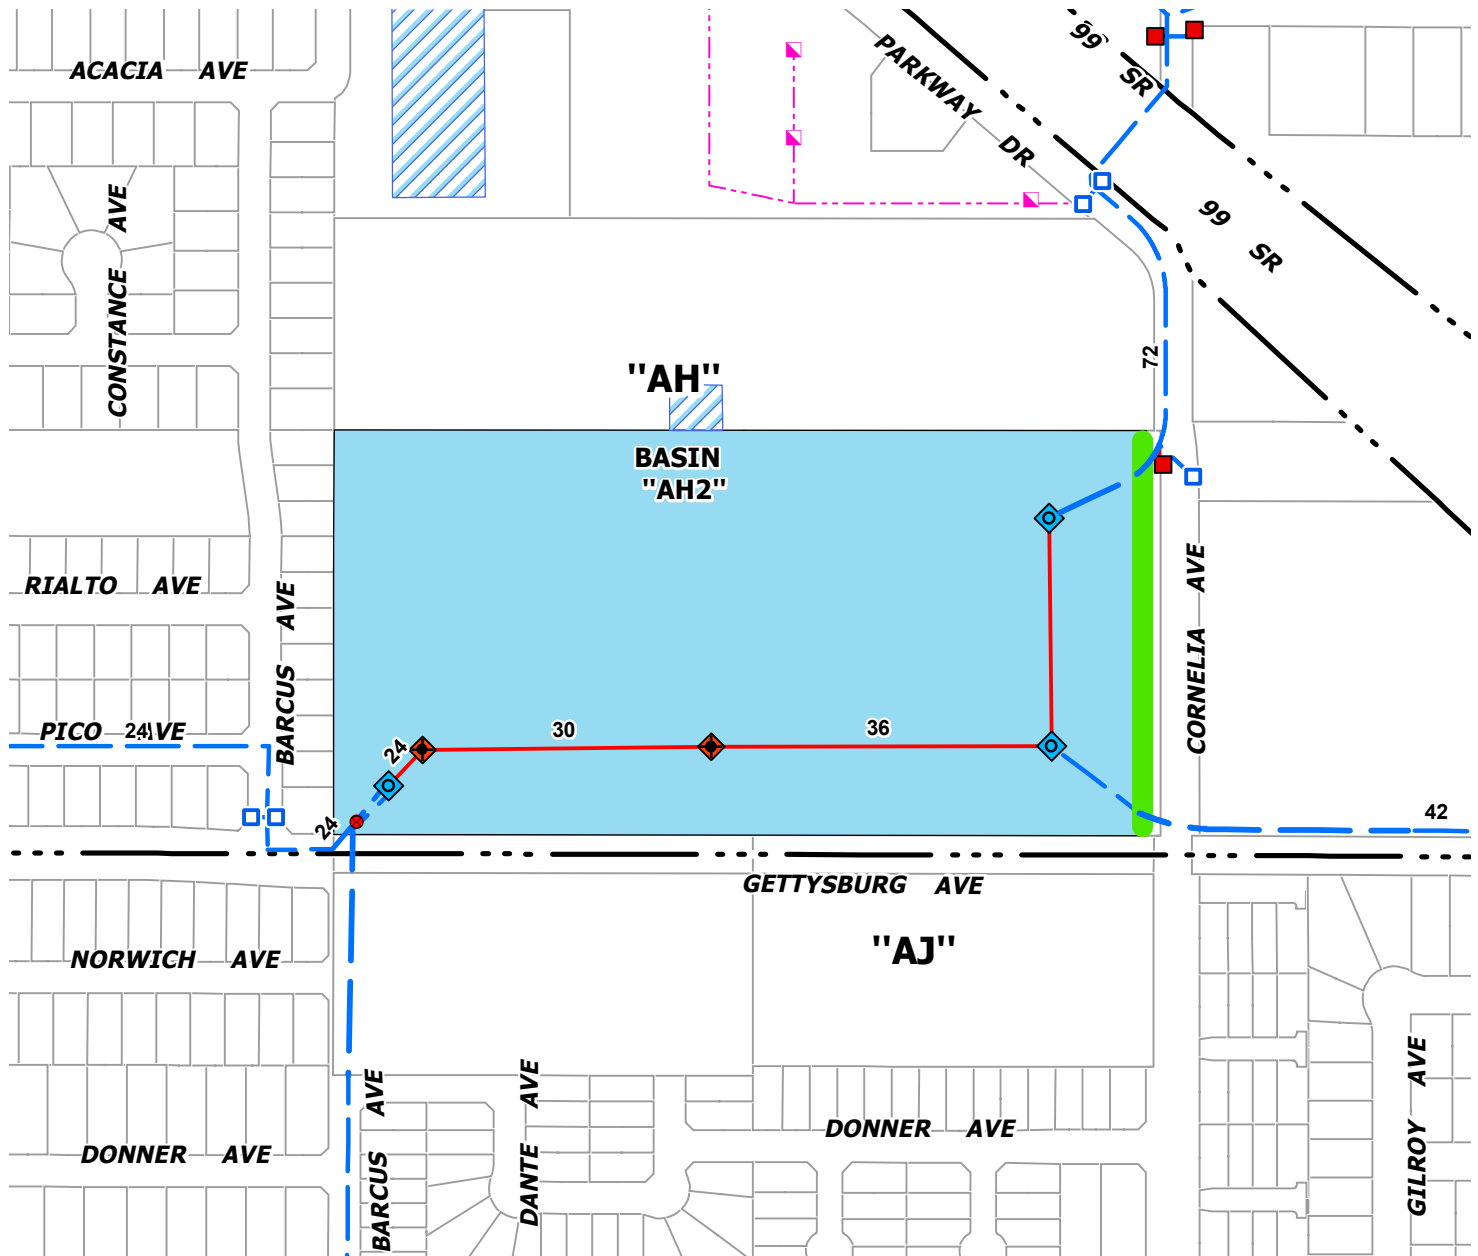 ACACIA AVE
PARKWAY DR
99 SR
99 SR
CONSTANCE AVE
"AH"
72
BASIN
"AH2"
RIALTO AVE
BARCUS AVE
CORNELIA AVE
PICO AVE
24
24
30
36
24
42
GETTYSBURG AVE
"AJ"
NORWICH AVE
DONNER AVE
BARCUS AVE
DANTE AVE
DONNER AVE
GILROY AVE